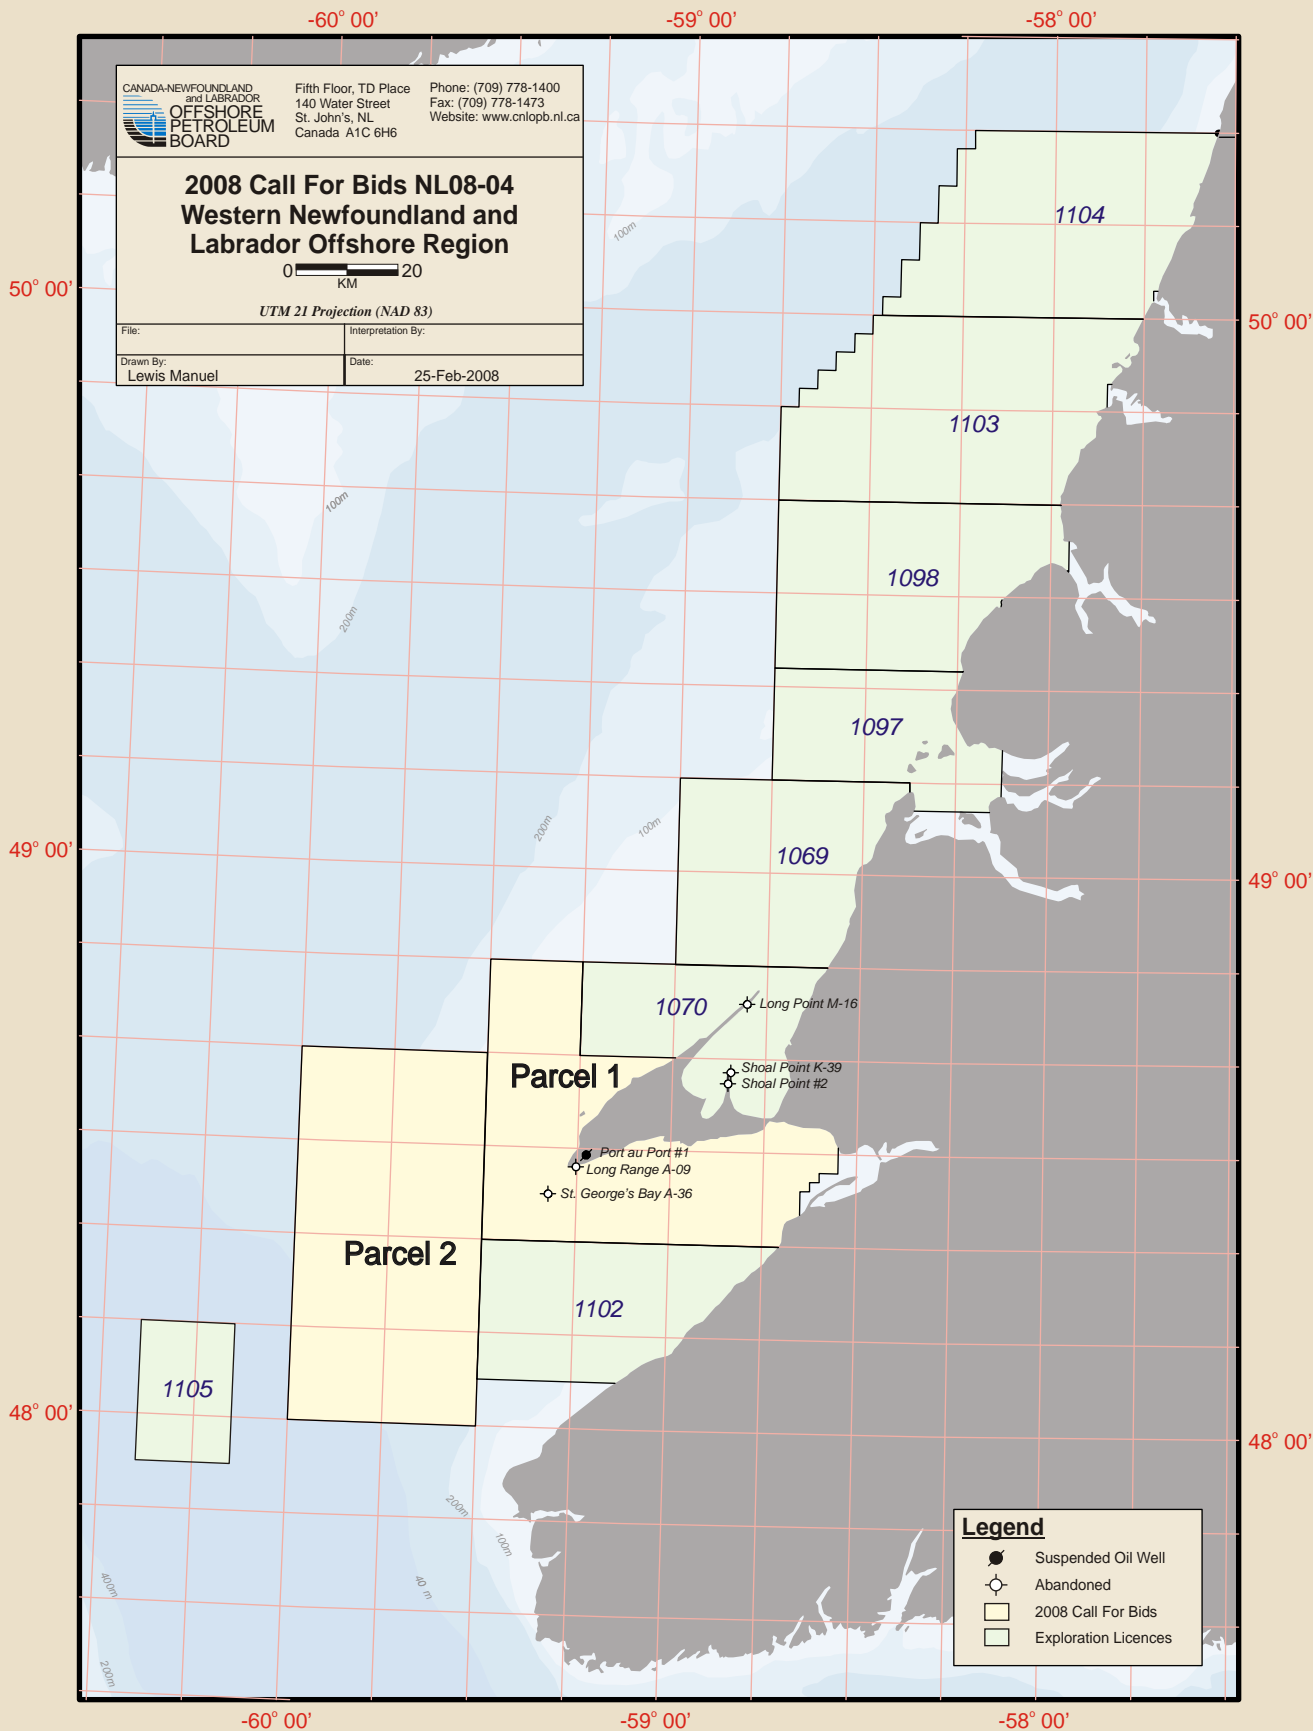 -60° 00'
-59° 00'
-58° 00'
CANADA-NEWFOUNDLAND
and LABRADOR
OFFSHORE
PETROLEUM
BOARD
Fifth Floor, TD Place
140 Water Street
St. John's, NL
Canada A1C 6H6
Phone: (709) 778-1400
Fax: (709) 778-1473
Website: www.cnlopb.nl.ca
2008 Call For Bids NL08-04
Western Newfoundland and
Labrador Offshore Region
0 20
KM
UTM 21 Projection (NAD 83)
File:
Interpretation By:
Drawn By:
Lewis Manuel
Date:
25-Feb-2008
100m
1104
50° 00'
50° 00'
1103
100m
1098
200m
1097
200m
100m
1069
49° 00'
49° 00'
1070
Long Point M-16
Parcel 1
Shoal Point K-39
Shoal Point #2
Port au Port #1
Long Range A-09
St. George's Bay A-36
Parcel 2
1102
1105
48° 00'
48° 00'
200m
100m
400m
40 m
200m
Legend
Suspended Oil Well
Abandoned
2008 Call For Bids
Exploration Licences
-60° 00'
-59° 00'
-58° 00'